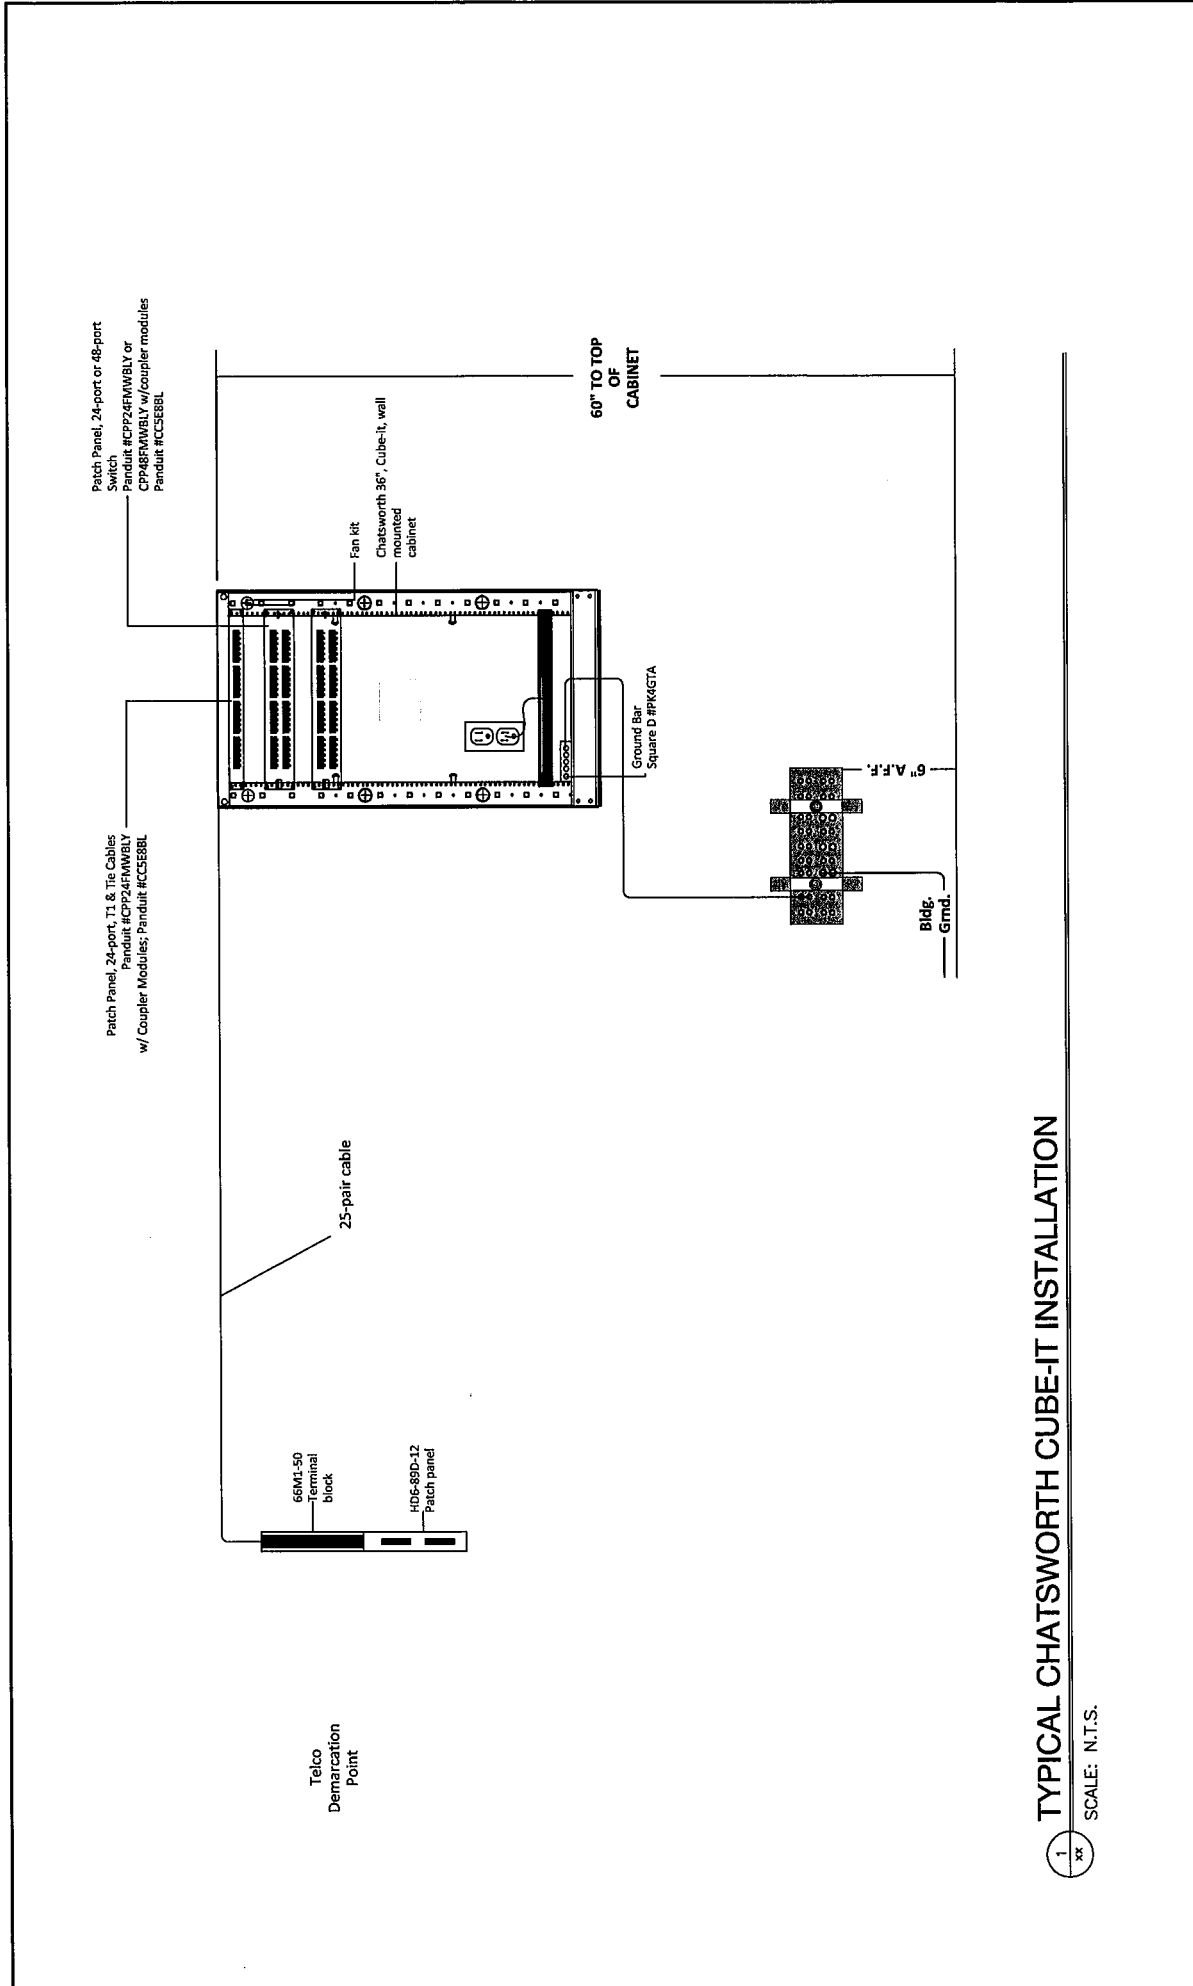 Patch Panel, 24-port, T1 & Tie Cables
Panduit #CPP24FMWBLY
w/ Coupler Modules; Panduit #CC5E8BL
Patch Panel, 24-port or 48-port
Switch
Panduit #CPP24FMWBLY or
CPP48FMWBLY w/coupler modules
Panduit #CC5E8BL
Fan kit
Chatsworth 36", Cube-it, wall
mounted
cabinet
60" TO TOP
OF
CABINET
Telco
Demarcation
Point
66M1-50
Terminal
block
HD6-89D-12
Patch panel
25-pair cable
Ground Bar
Square D #PK4GTA
6" A.F.F.
Bldg.
Grnd.
1
xx
TYPICAL CHATSWORTH CUBE-IT INSTALLATION
SCALE: N.T.S.